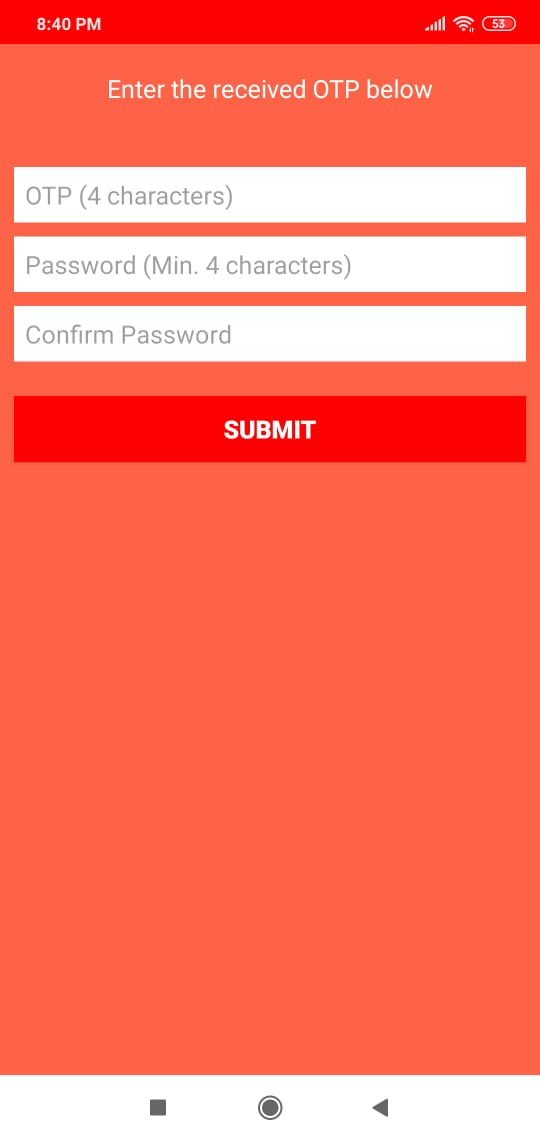 8:40 PM
53
Enter the received OTP below
OTP (4 characters)
Password (Min. 4 characters)
Confirm Password
SUBMIT